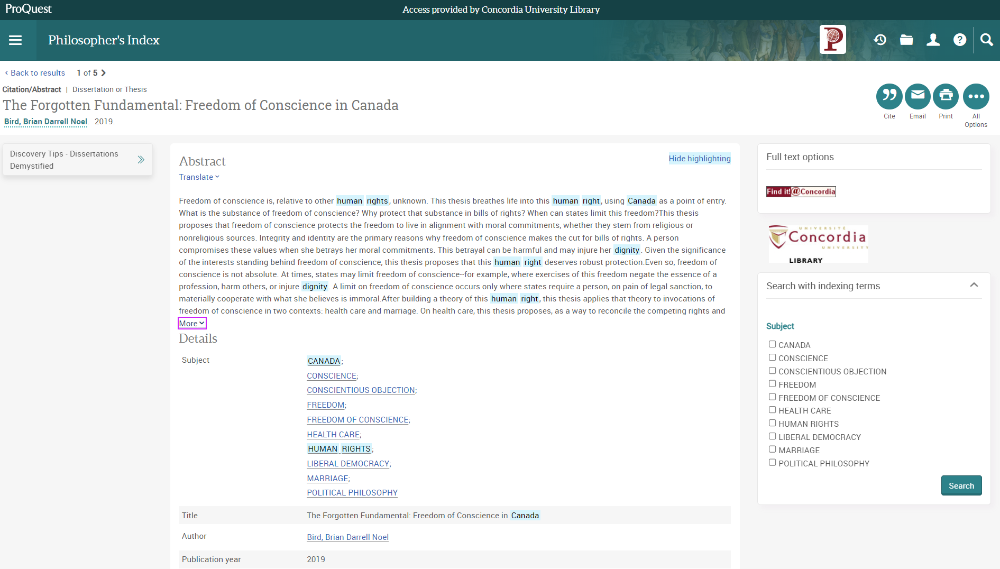 ProQuest
Access provided by Concordia University Library
Philosopher's Index
P
?
‹ Back to results 1 of 5
Citation/Abstract | Dissertation or Thesis
The Forgotten Fundamental: Freedom of Conscience in Canada
Bird, Brian Darrell Noel. 2019.
Cite
Email
Print
All
Options
Discovery Tips - Dissertations
Demystified
Abstract
Hide highlighting
Translate
Freedom of conscience is, relative to other human rights, unknown. This thesis breathes life into this human right, using Canada as a point of entry.
What is the substance of freedom of conscience? Why protect that substance in bills of rights? When can states limit this freedom?This thesis
proposes that freedom of conscience protects the freedom to live in alignment with moral commitments, whether they stem from religious or
nonreligious sources. Integrity and identity are the primary reasons why freedom of conscience makes the cut for bills of rights. A person
compromises these values when she betrays her moral commitments. This betrayal can be harmful and may injure her dignity. Given the significance
of the interests standing behind freedom of conscience, this thesis proposes that this human right deserves robust protection.Even so, freedom of
conscience is not absolute. At times, states may limit freedom of conscience--for example, where exercises of this freedom negate the essence of a
profession, harm others, or injure dignity. A limit on freedom of conscience occurs only where states require a person, on pain of legal sanction, to
materially cooperate with what she believes is immoral.After building a theory of this human right, this thesis applies that theory to invocations of
freedom of conscience in two contexts: health care and marriage. On health care, this thesis proposes, as a way to reconcile the competing rights and
More
Details
Subject
CANADA;
CONSCIENCE;
CONSCIENTIOUS OBJECTION;
FREEDOM;
FREEDOM OF CONSCIENCE;
HEALTH CARE;
HUMAN RIGHTS;
LIBERAL DEMOCRACY;
MARRIAGE;
POLITICAL PHILOSOPHY
Title The Forgotten Fundamental: Freedom of Conscience in Canada
Author Bird, Brian Darrell Noel
Publication year 2019
Full text options
Find it!@Concordia
UNIVERSITÉ
Concordia
UNIVERSITY
LIBRARY
Search with indexing terms
Subject
CANADA
CONSCIENCE
CONSCIENTIOUS OBJECTION
FREEDOM
FREEDOM OF CONSCIENCE
HEALTH CARE
HUMAN RIGHTS
LIBERAL DEMOCRACY
MARRIAGE
POLITICAL PHILOSOPHY
Search